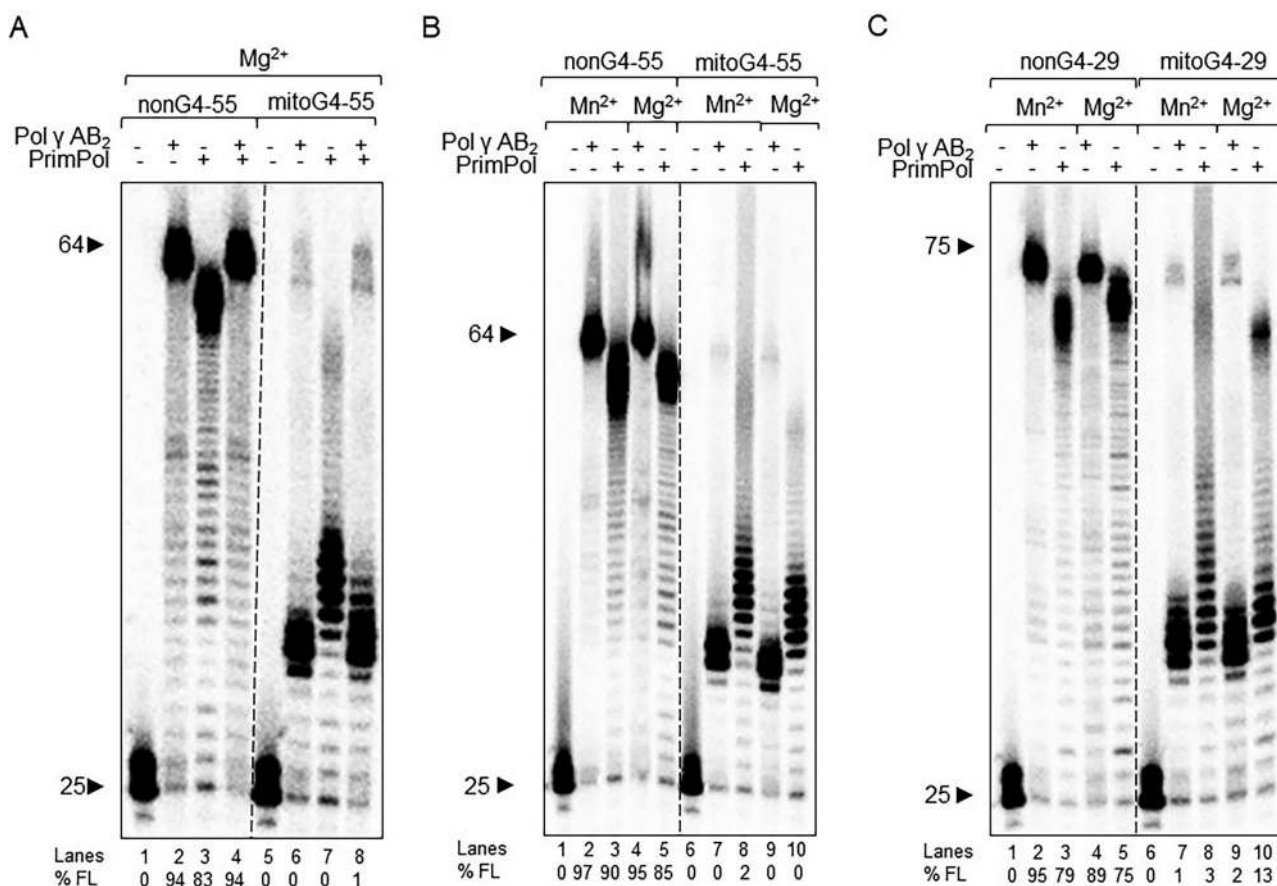 A
Mg²⁺
nonG4-55 mitoG4-55
Pol γ AB₂ - + - + - + - +
PrimPol - - + + - - + +
64►
25►
Lanes 1 2 3 4 5 6 7 8
% FL 0 94 83 94 0 0 0 1
B
nonG4-55 mitoG4-55
Mn²⁺ Mg²⁺ Mn²⁺ Mg²⁺
Pol γ AB₂ - + - + - - + - + -
PrimPol - - + - + - - + - +
64►
25►
Lanes 1 2 3 4 5 6 7 8 9 10
% FL 0 97 90 95 85 0 0 2 0 0
C
nonG4-29 mitoG4-29
Mn²⁺ Mg²⁺ Mn²⁺ Mg²⁺
Pol γ AB₂ - + - + - - + - + -
PrimPol - - + - + - - + - +
75►
25►
Lanes 1 2 3 4 5 6 7 8 9 10
% FL 0 95 79 89 75 0 1 3 2 13